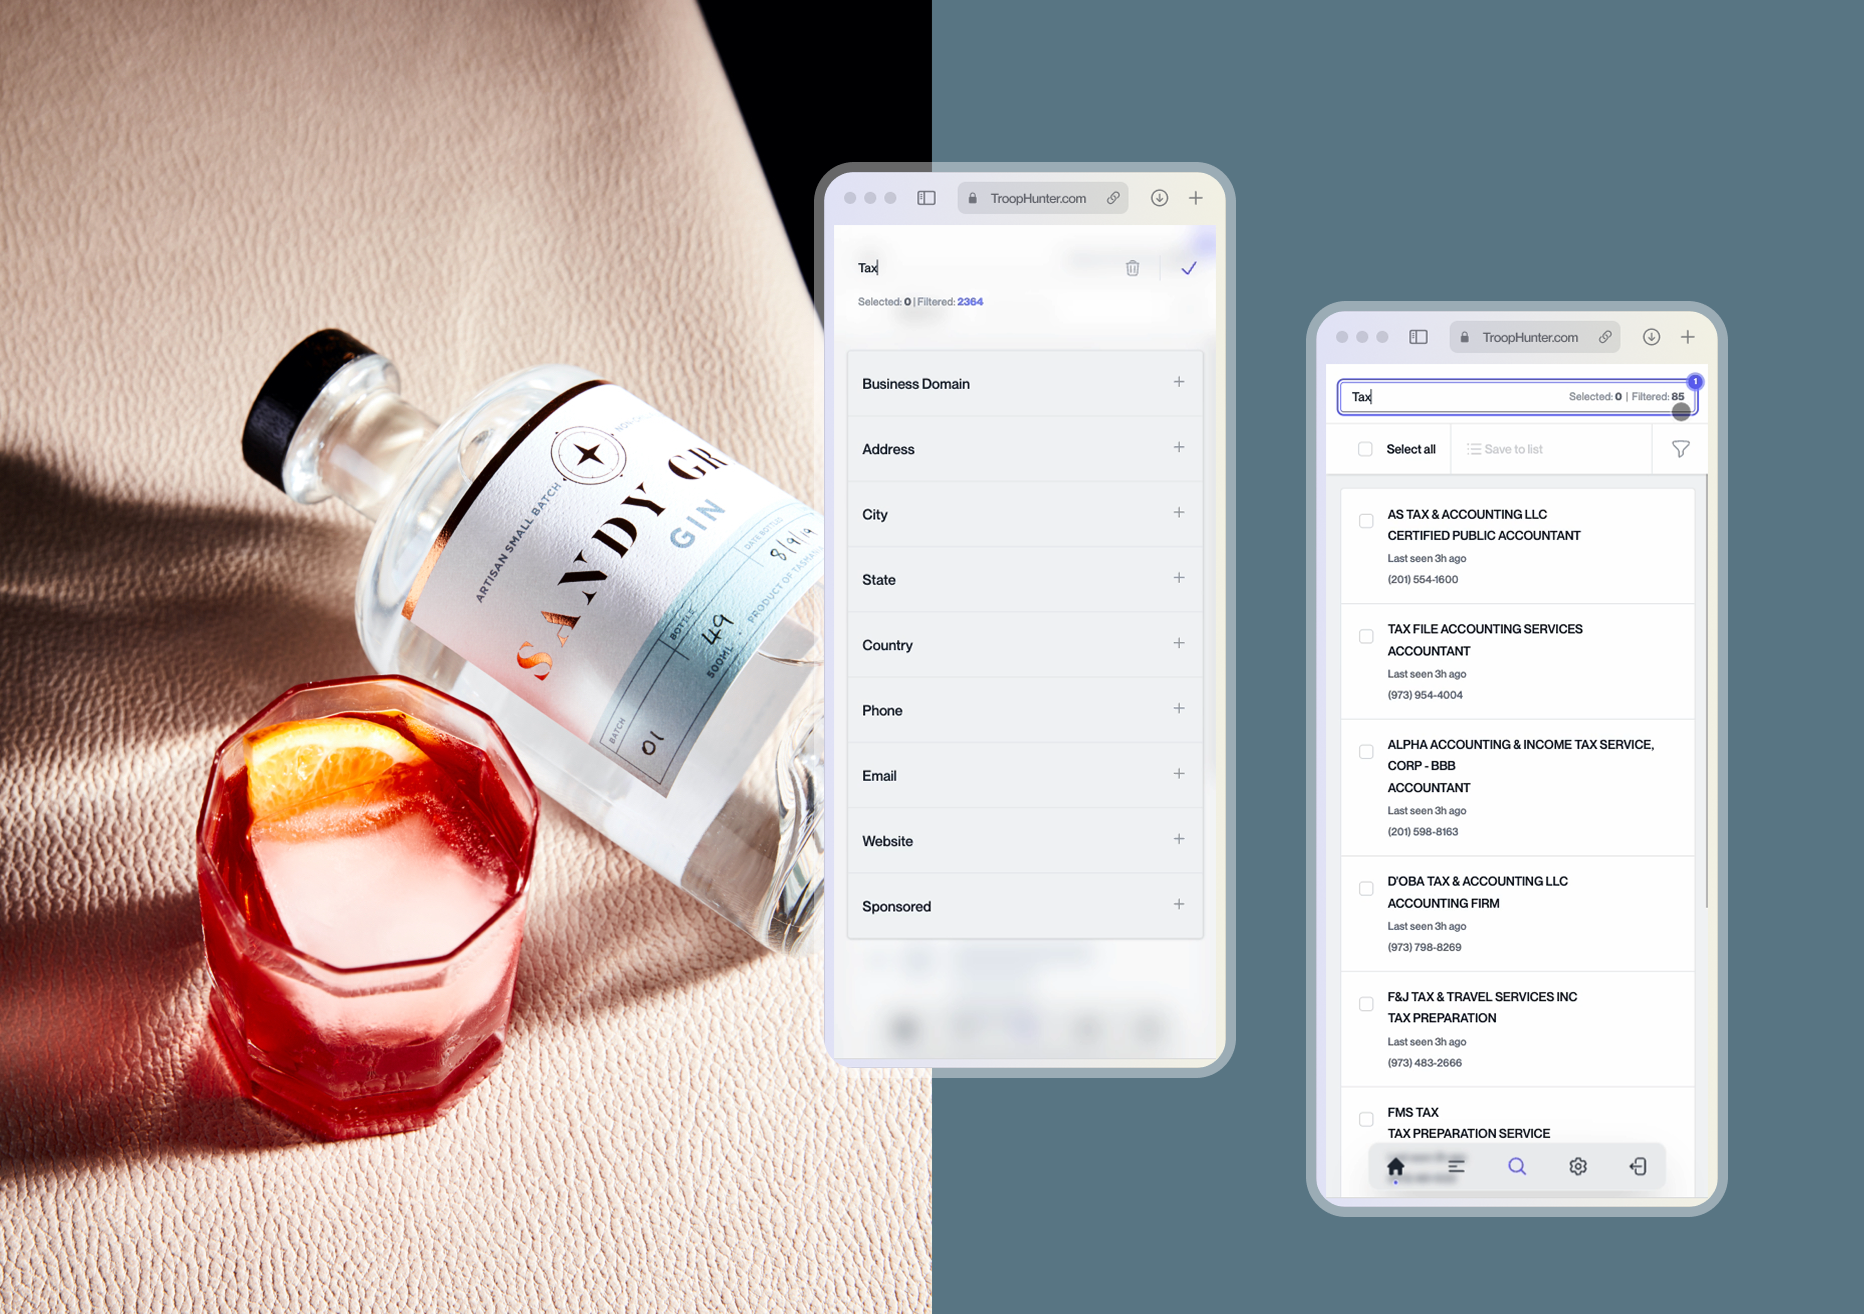 NON-CH
ARTISAN SMALL BATCH
SANDY GR
GIN
DATE BOTTLED
8/9/19
PRODUCT OF TASMAN
BOTTLE
49
500ML
BATCH
01
TroopHunter.com
Tax
Selected: 0 | Filtered: 2364
Business Domain
Address
City
State
Country
Phone
Email
Website
Sponsored
TroopHunter.com
1
Tax
Selected: 0 | Filtered: 85
Select all
Save to list
AS TAX & ACCOUNTING LLC
CERTIFIED PUBLIC ACCOUNTANT
Last seen 3h ago
(201) 554-1600
TAX FILE ACCOUNTING SERVICES
ACCOUNTANT
Last seen 3h ago
(973) 954-4004
ALPHA ACCOUNTING & INCOME TAX SERVICE,
CORP - BBB
ACCOUNTANT
Last seen 3h ago
(201) 598-8163
D'OBA TAX & ACCOUNTING LLC
ACCOUNTING FIRM
Last seen 3h ago
(973) 798-8269
F&J TAX & TRAVEL SERVICES INC
TAX PREPARATION
Last seen 3h ago
(973) 483-2666
FMS TAX
TAX PREPARATION SERVICE